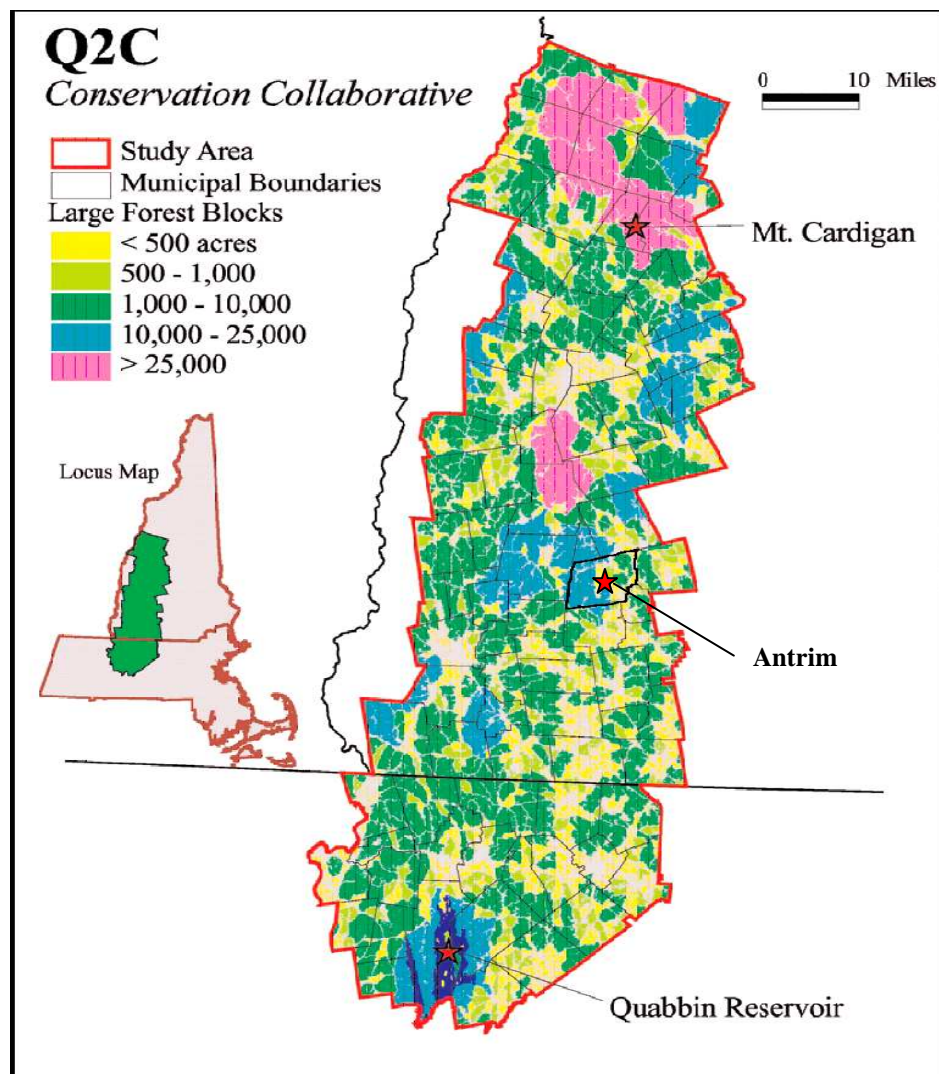 Q2C
Conservation Collaborative
0 10 Miles
Study Area
Municipal Boundaries
Large Forest Blocks
< 500 acres
500 - 1,000
1,000 - 10,000
10,000 - 25,000
> 25,000
Mt. Cardigan
Locus Map
Antrim
Quabbin Reservoir